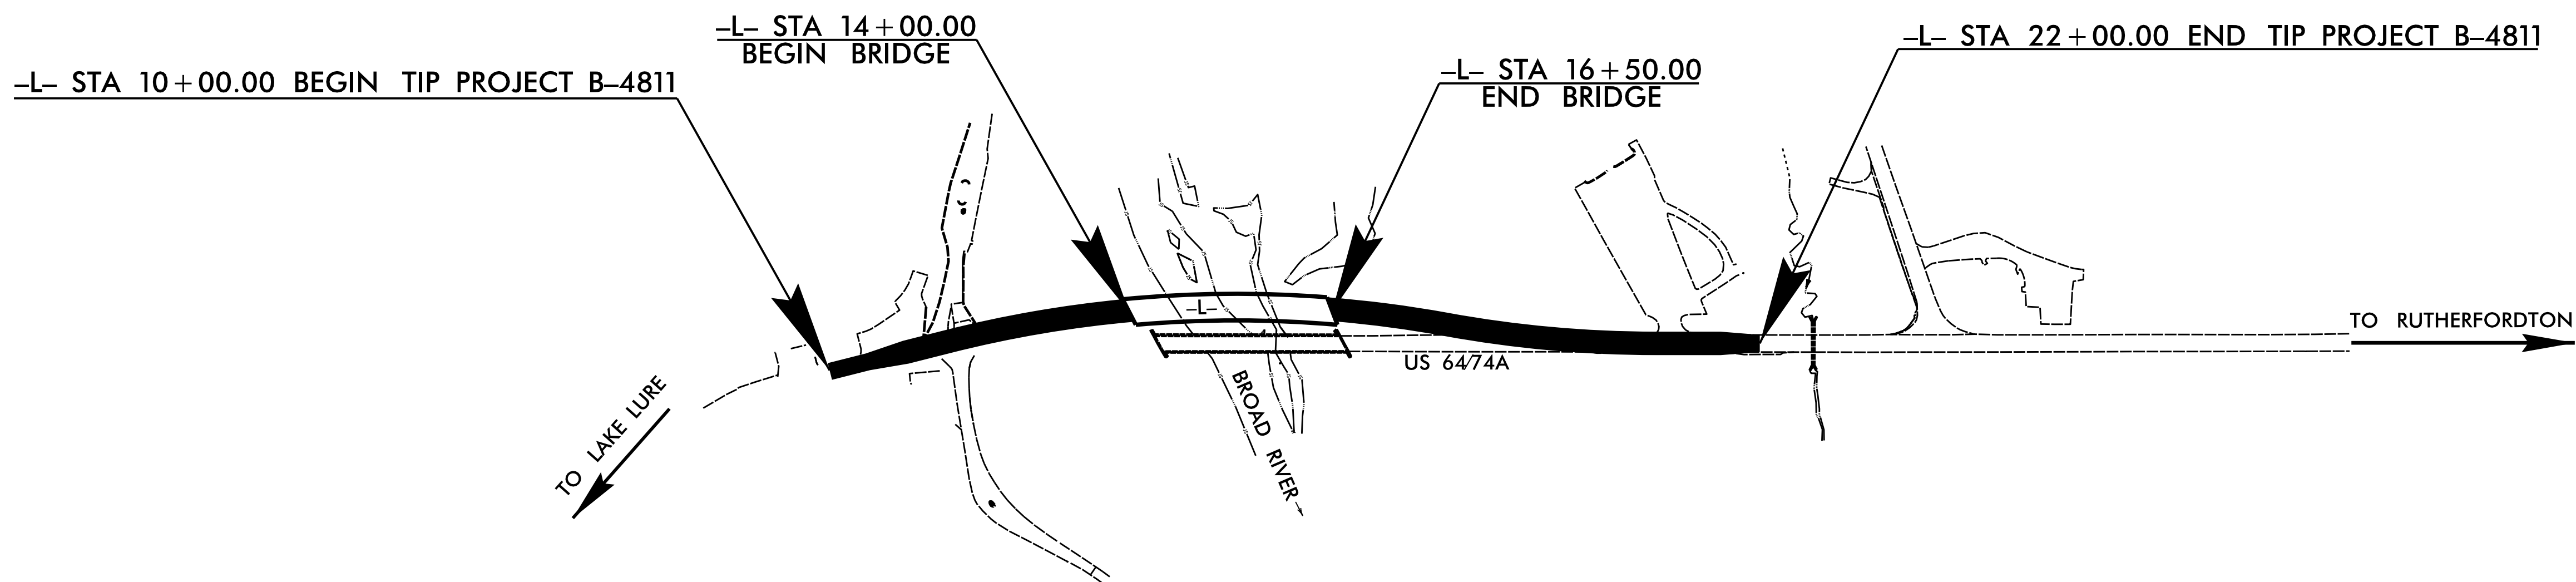 –L– STA 14+00.00
BEGIN BRIDGE
–L– STA 22+00.00 END TIP PROJECT B–4811
–L– STA 16+50.00
END BRIDGE
–L– STA 10+00.00 BEGIN TIP PROJECT B–4811
–L–
TO RUTHERFORDTON
US 64/74A
BROAD RIVER
TO LAKE LURE